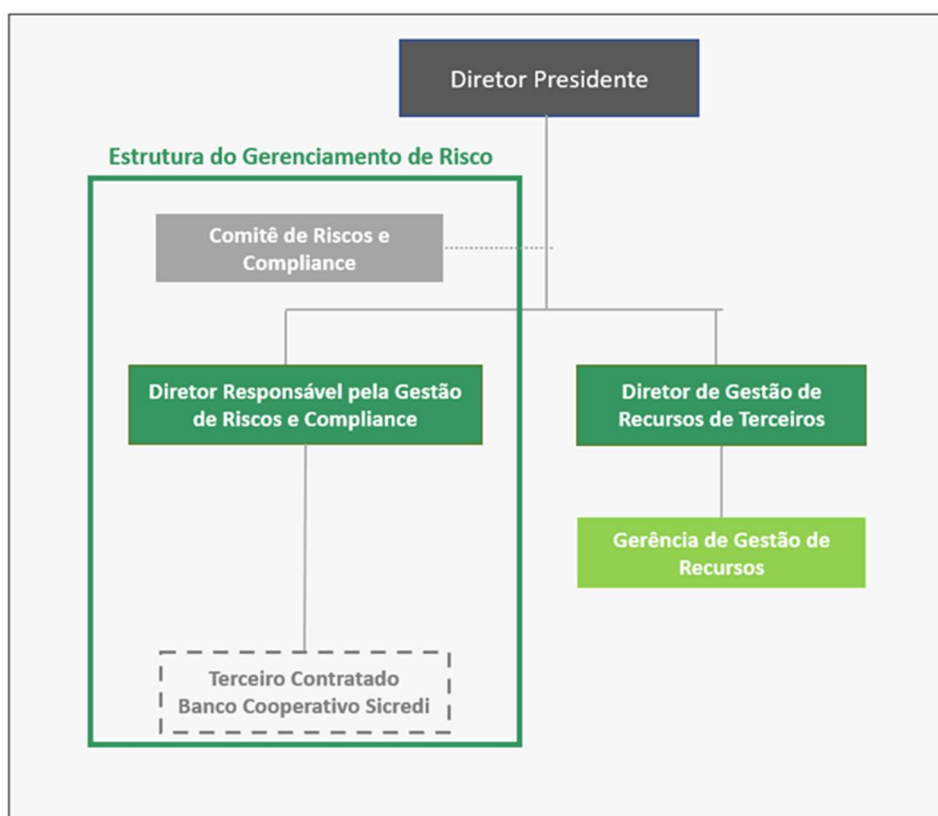 Diretor Presidente
Estrutura do Gerenciamento de Risco
Comitê de Riscos e
Compliance
Diretor Responsável pela Gestão
de Riscos e Compliance
Diretor de Gestão de
Recursos de Terceiros
Gerência de Gestão de
Recursos
Terceiro Contratado
Banco Cooperativo Sicredi